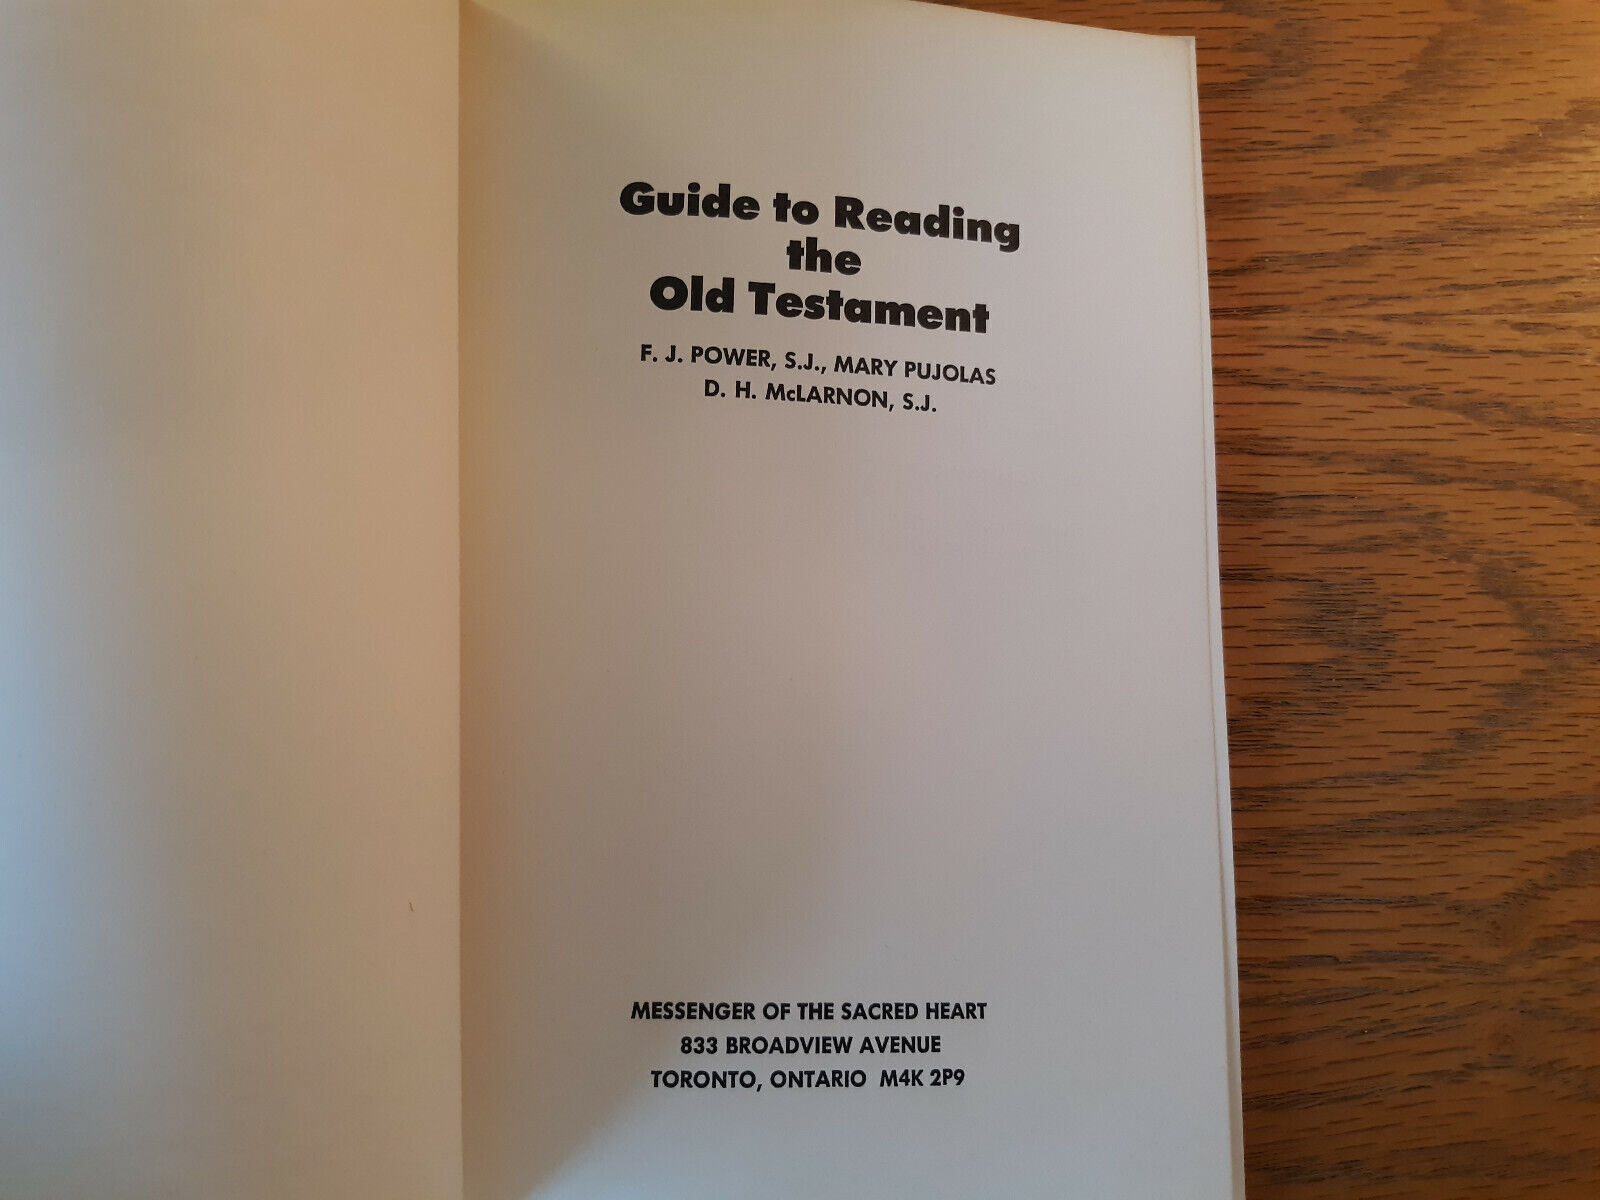 Guide to Reading
the
Old Testament
F. J. POWER, S.J., MARY PUJOLAS
D. H. McLARNON, S.J.
MESSENGER OF THE SACRED HEART
833 BROADVIEW AVENUE
TORONTO, ONTARIO M4K 2P9